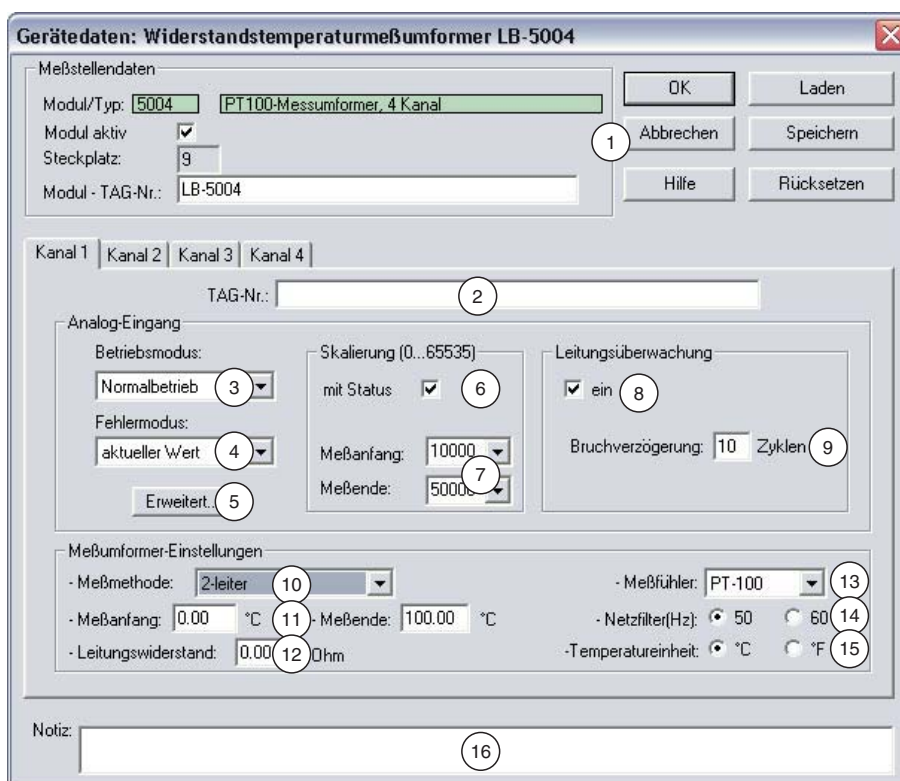 Gerätedaten: Widerstandstemperaturmeßumformer LB-5004
Meßstellendaten
Modul/Typ: 5004 PT100-Messumformer, 4 Kanal
Modul aktiv
Steckplatz: 9
Modul - TAG-Nr.: LB-5004
OK Laden
1 Abbrechen Speichern
Hilfe Rücksetzen
Kanal 1 Kanal 2 Kanal 3 Kanal 4
TAG-Nr.: 2
Analog-Eingang
Betriebsmodus:
Normalbetrieb 3
Fehlermodus:
aktueller Wert 4
Erweitert.. 5
Skalierung (0...65535)
mit Status 6
Meßanfang: 10000
7
Meßende: 50000
Leitungsüberwachung
ein 8
Bruchverzögerung: 10 Zyklen 9
Meßumformer-Einstellungen
- Meßmethode: 2-leiter 10 - Meßfühler: PT-100 13
- Meßanfang: 0.00 °C 11 - Meßende: 100.00 °C - Netzfilter(Hz): 50 60 14
- Leitungswiderstand: 0.00 12 Ohm -Temperatureinheit: °C °F 15
Notiz: 16